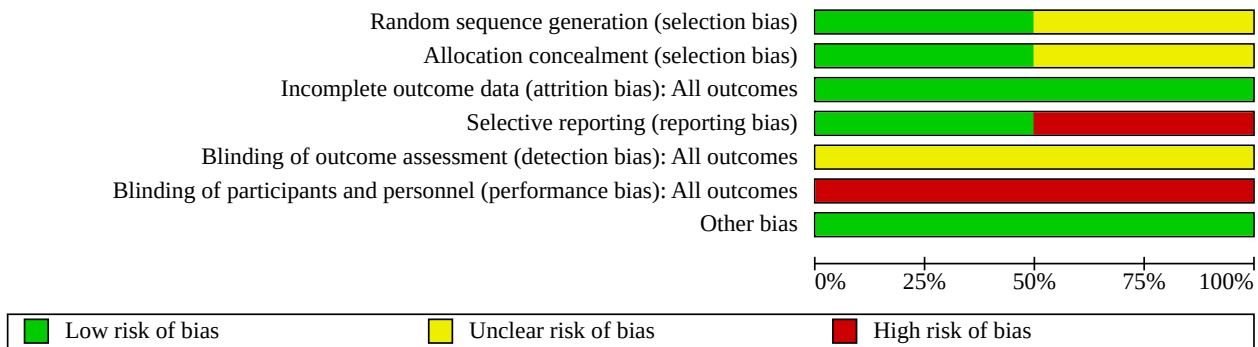 Random sequence generation (selection bias)
Allocation concealment (selection bias)
Incomplete outcome data (attrition bias): All outcomes
Selective reporting (reporting bias)
Blinding of outcome assessment (detection bias): All outcomes
Blinding of participants and personnel (performance bias): All outcomes
Other bias
0% 25% 50% 75% 100%
Low risk of bias Unclear risk of bias High risk of bias